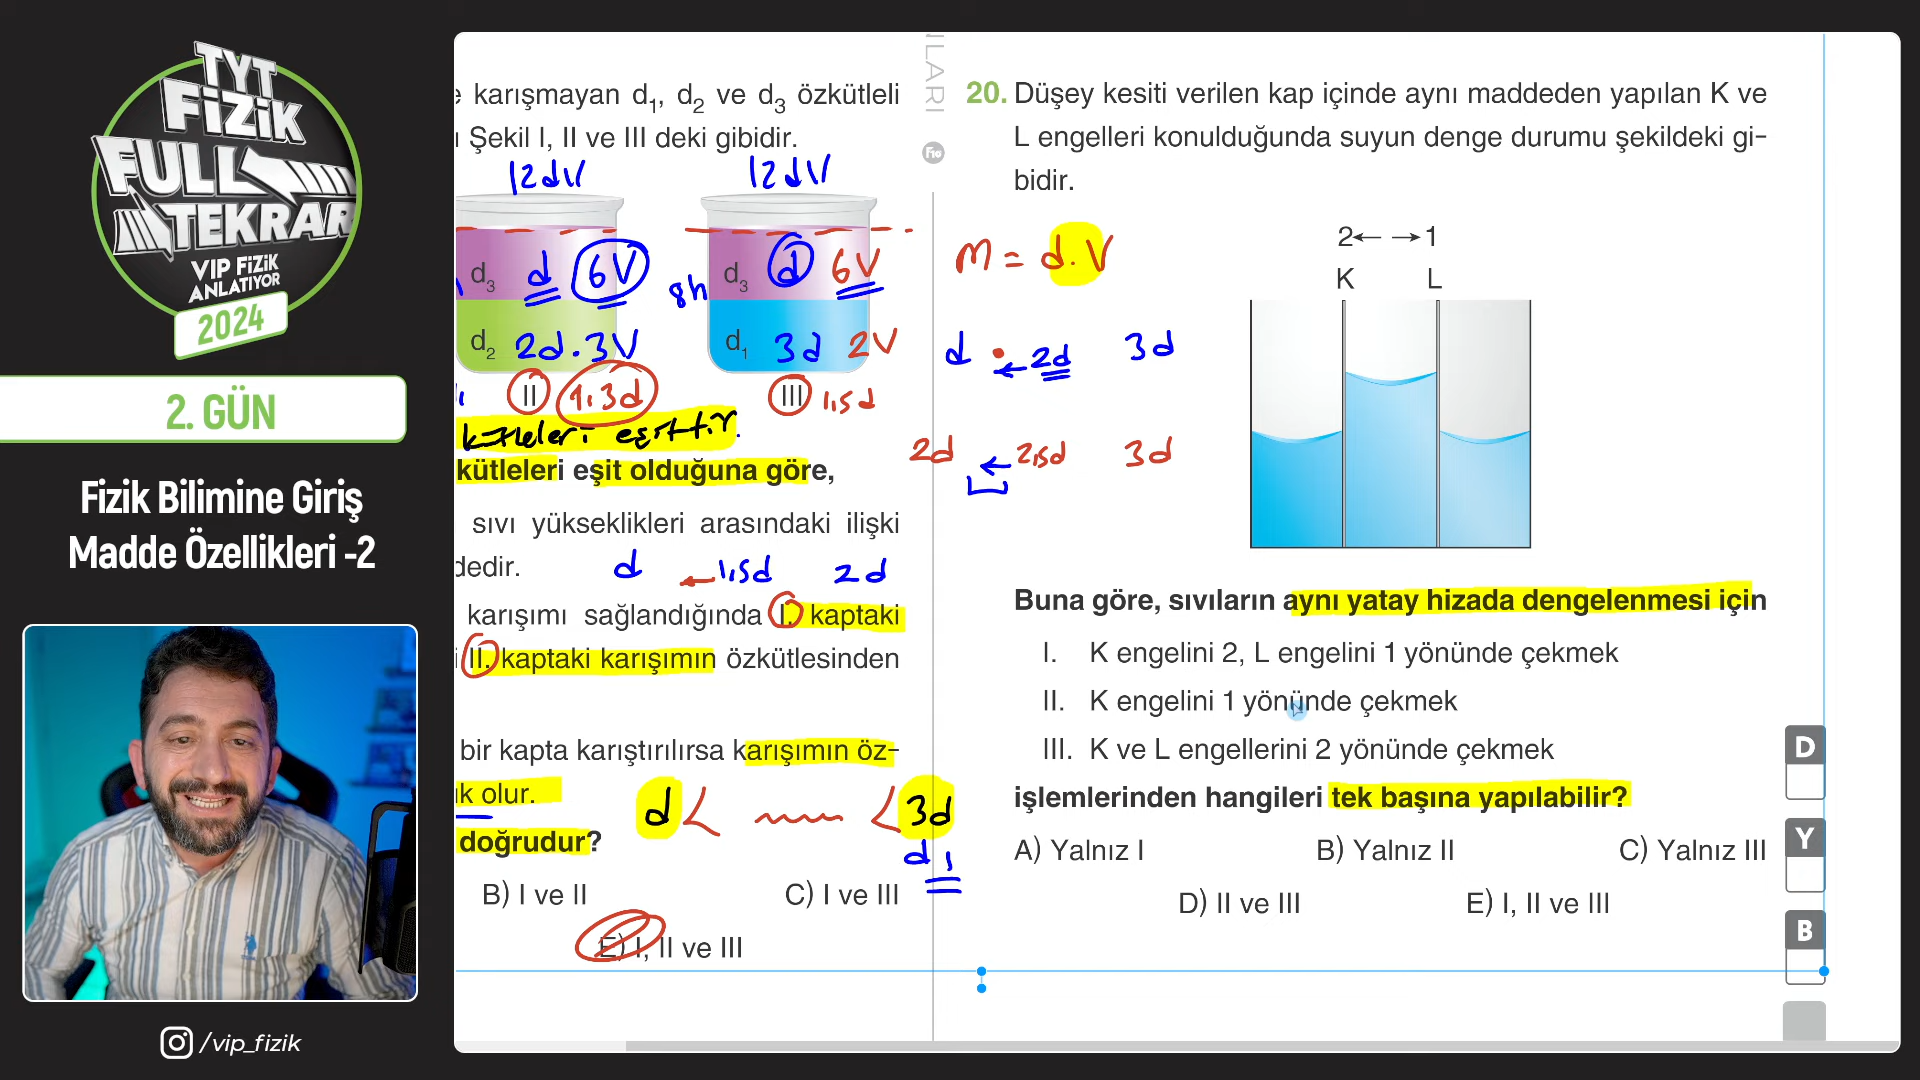 TYT
FiZiK
FULL
TEKRAR
VIP FiZiK
ANLATIYOR
2024
2. GÜN
Fizik Bilimine Giriş
Madde Özellikleri -2
/vip_fizik
karışmayan d1, d2 ve d3 özkütleli
Şekil I, II ve III deki gibidir.
12dV
12dV
d3 d 6V
8h
d3 d 6V
d2 2d.3V
d1 3d 2V
II
1,3d
III
1,5d
kütleleri eşittir.
kütleleri eşit olduğuna göre,
sıvı yükseklikleri arasındaki ilişki
dedir.
d 1,5d 2d
karışımı sağlandığında I. kaptaki
II. kaptaki karışımın özkütlesinden
bir kapta karıştırılırsa karışımın öz-
olur.
d < < 3d
d1
doğrudur?
B) I ve II
C) I ve III
E) I, II ve III
ILARI
20. Düşey kesiti verilen kap içinde aynı maddeden yapılan K ve
L engelleri konulduğunda suyun denge durumu şekildeki gi-
bidir.
m = d.V
d ← 2d 3d
2d ← 2,5d 3d
2← →1
K L
Buna göre, sıvıların aynı yatay hizada dengelenmesi için
I. K engelini 2, L engelini 1 yönünde çekmek
II. K engelini 1 yönünde çekmek
III. K ve L engellerini 2 yönünde çekmek
işlemlerinden hangileri tek başına yapılabilir?
A) Yalnız I
B) Yalnız II
C) Yalnız III
D) II ve III
E) I, II ve III
D
Y
B